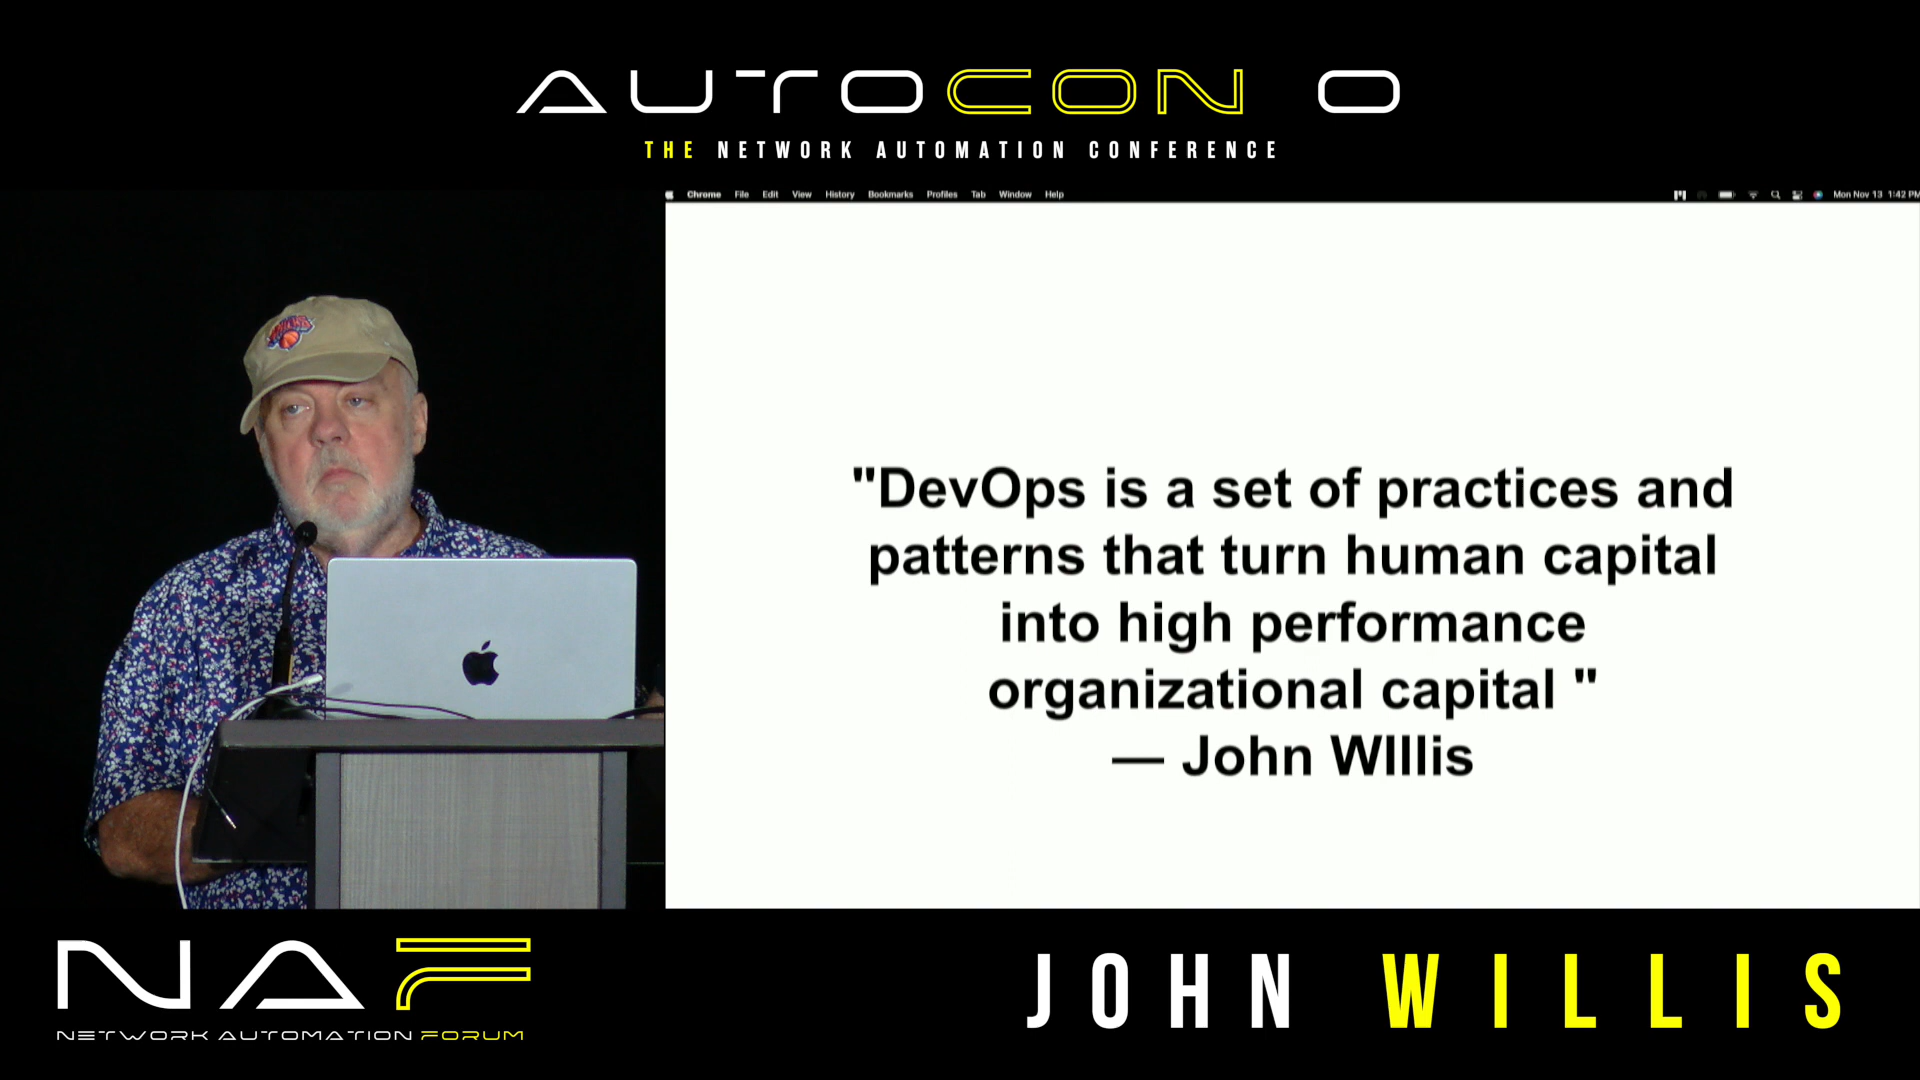 AUTOCON 0
THE NETWORK AUTOMATION CONFERENCE
Chrome File Edit View History Bookmarks Profiles Tab Window Help
Mon Nov 13 1:42 PM
"DevOps is a set of practices and
patterns that turn human capital
into high performance
organizational capital "
— John WIllis
NAF
NETWORK AUTOMATION FORUM
JOHN WILLIS